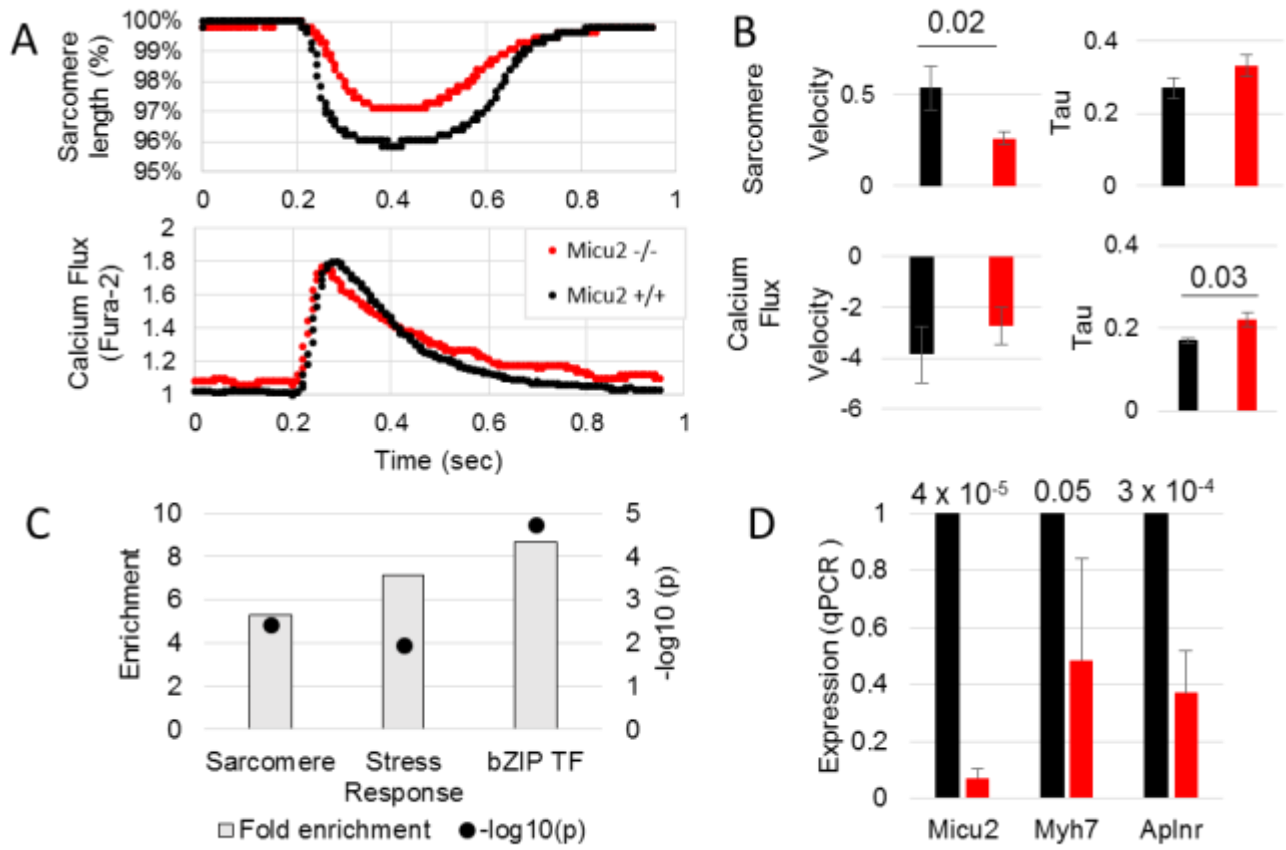 A
Sarcomere
length (%)
100%
99%
98%
97%
96%
95%
0
0.2
0.4
0.6
0.8
1
Calcium Flux
(Fura-2)
2
1.8
1.6
1.4
1.2
1
Micu2 -/-
Micu2 +/+
0
0.2
0.4
0.6
0.8
1
Time (sec)
B
Sarcomere
Velocity
0.5
0
0.02
Tau
0.4
0.2
0
Calcium
Flux
Velocity
0
-2
-4
-6
Tau
0.4
0.2
0
0.03
C
Enrichment
10
8
6
4
2
0
5
4
3
2
1
0
-log10 (p)
Sarcomere
Stress
Response
bZIP TF
Fold enrichment
-log10(p)
D
4 x 10-5
0.05
3 x 10-4
Expression (qPCR )
1
0.8
0.6
0.4
0.2
0
Micu2
Myh7
Aplnr